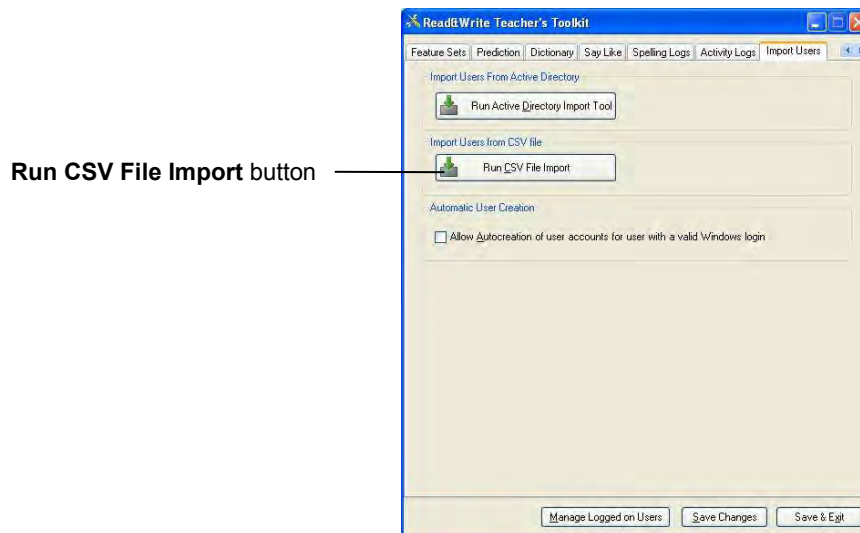 Read&Write Teacher's Toolkit
Feature Sets Prediction Dictionary Say Like Spelling Logs Activity Logs Import Users
Import Users From Active Directory
Run Active Directory Import Tool
Import Users from CSV file
Run CSV File Import button
Run CSV File Import
Automatic User Creation
Allow Autocreation of user accounts for user with a valid Windows login
Manage Logged on Users Save Changes Save & Exit